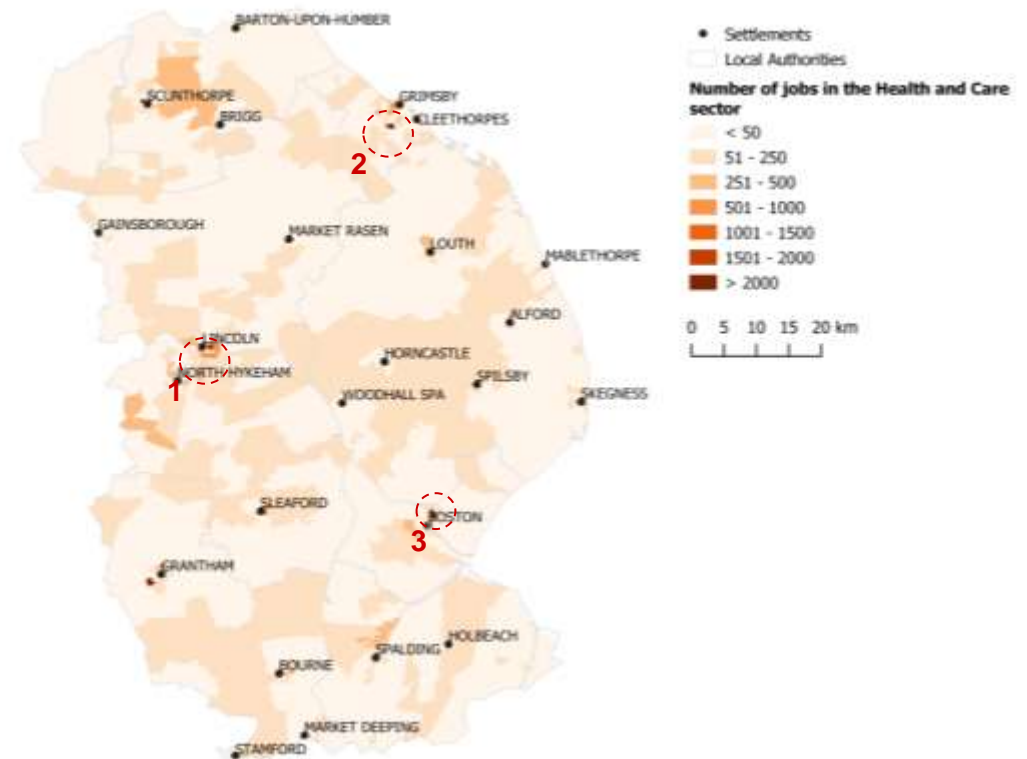 BARTON-UPON-HUMBER
SCUNTHORPE
BRIGG
GRIMSBY
CLEETHORPES
2
GAINSBOROUGH
MARKET RASEN
LOUTH
MABLETHORPE
ALFORD
LINCOLN
HORNCASTLE
NORTH HYKEHAM
1
SPILSBY
WOODHALL SPA
SKEGNESS
SLEAFORD
BOSTON
3
GRANTHAM
HOLBEACH
SPALDING
BOURNE
MARKET DEEPING
STAMFORD
Settlements
Local Authorities
Number of jobs in the Health and Care
sector
< 50
51 - 250
251 - 500
501 - 1000
1001 - 1500
1501 - 2000
> 2000
0 5 10 15 20 km